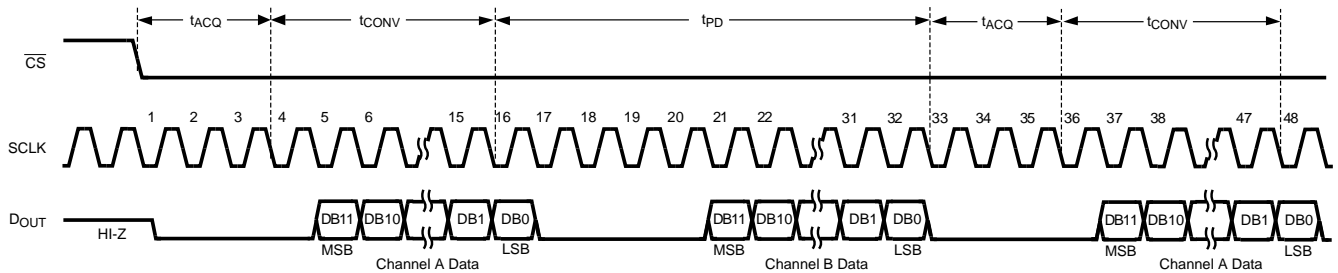 tACQ tCONV tPD tACQ tCONV
CS
1 2 3 4 5 6 15 16 17 18 19 20 21 22 31 32 33 34 35 36 37 38 47 48
SCLK
DOUT
HI-Z
DB11 DB10 DB1 DB0 DB11 DB10 DB1 DB0 DB11 DB10 DB1 DB0
MSB LSB MSB LSB MSB LSB
Channel A Data Channel B Data Channel A Data